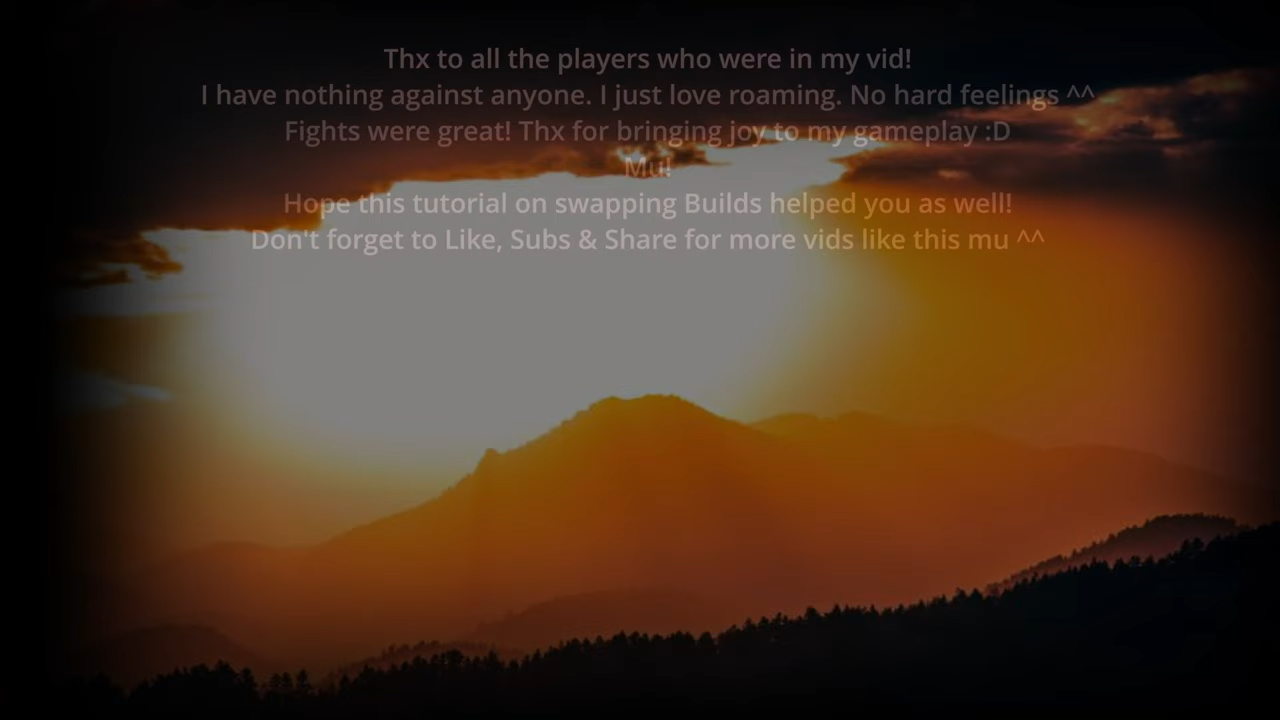 Thx to all the players who were in my vid!
I have nothing against anyone. I just love roaming. No hard feelings ^^
Fights were great! Thx for bringing joy to my gameplay :D
Mu!
Hope this tutorial on swapping Builds helped you as well!
Don't forget to Like, Subs & Share for more vids like this mu ^^